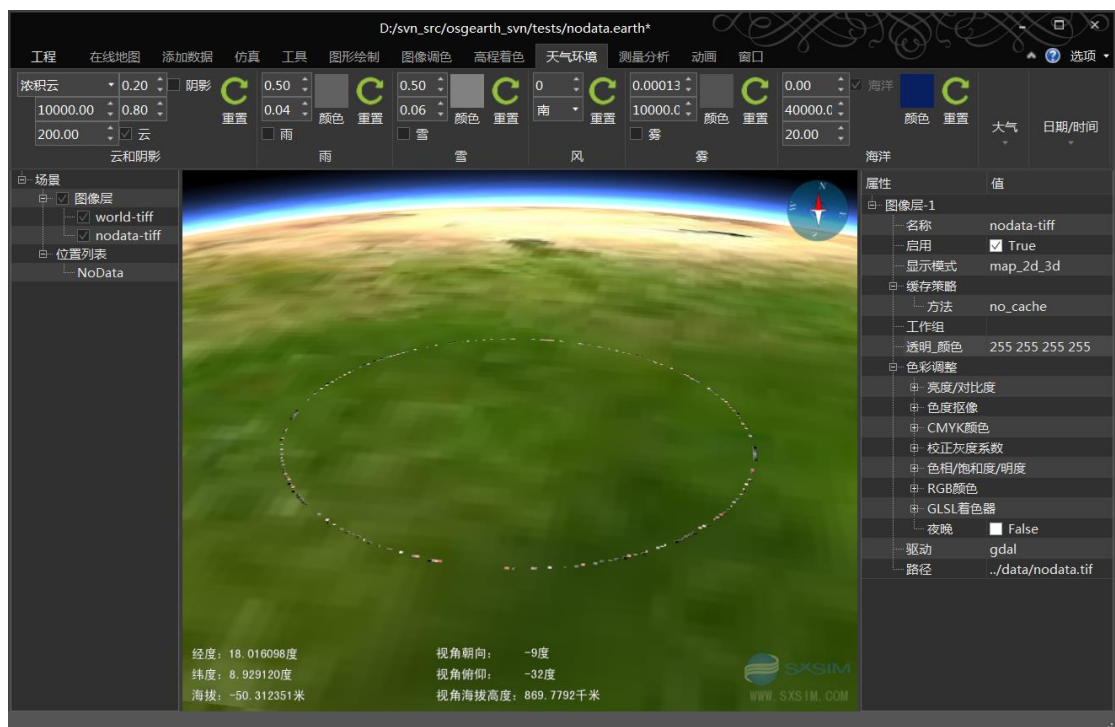 D:/svn_src/osgearth_svn/tests/nodata.earth*
工程 在线地图 添加数据 仿真 工具 图形绘制 图像调色 高程着色 天气环境 测量分析 动画 窗口 选项
浓积云 0.20 阴影 0.50 0.50 0 0.00013 0.00 海洋
10000.00 0.80 重置 0.04 颜色 重置 0.06 颜色 重置 南 重置 10000.0 颜色 重置 40000.0 颜色 重置
200.00 云 雨 雪 雾 20.00 大气 日期/时间
云和阴影 雨 雪 风 雾 海洋
场景
图像层
world-tiff
nodata-tiff
位置列表
NoData
N
W
经度: 18.016098度
纬度: 8.929120度
海拔: -50.312351米
视角朝向: -9度
视角俯仰: -32度
视角海拔高度: 869.7792千米
SXSIM
WWW.SXSIM.COM
属性 值
图像层-1
名称 nodata-tiff
启用 True
显示模式 map_2d_3d
缓存策略
方法 no_cache
工作组
透明_颜色 255 255 255 255
色彩调整
亮度/对比度
色度抠像
CMYK颜色
校正灰度系数
色相/饱和度/明度
RGB颜色
GLSL着色器
夜晚 False
驱动 gdal
路径 ../data/nodata.tif